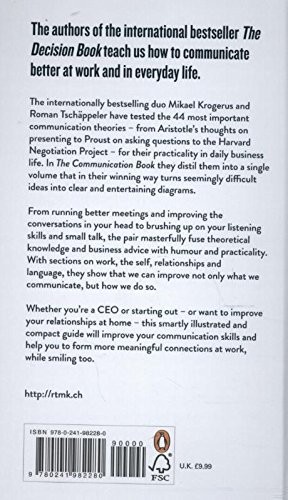 The authors of the international bestseller The
Decision Book teach us how to communicate
better at work and in everyday life.
The internationally bestselling duo Mikael Krogerus and
Roman Tschäppeler have tested the 44 most important
communication theories – from Aristotle's thoughts on
presenting to Proust on asking questions to the Harvard
Negotiation Project – for their practicality in daily business
life. In The Communication Book they distil them into a single
volume that in their winning way turns seemingly difficult
ideas into clear and entertaining diagrams.
From running better meetings and improving the
conversations in your head to brushing up on your listening
skills and small talk, the pair masterfully fuse theoretical
knowledge and business advice with humour and practicality.
With sections on work, the self, relationships and
language, they show that we can improve not only what we
communicate, but how we do so.
Whether you're a CEO or starting out – or want to improve
your relationships at home – this smartly illustrated and
compact guide will improve your communication skills and
help you to form more meaningful connections at work,
while smiling too.
http://rtmk.ch
ISBN 978-0-241-98228-0
90000
9 780241 982280
FSC
U.K. £9.99